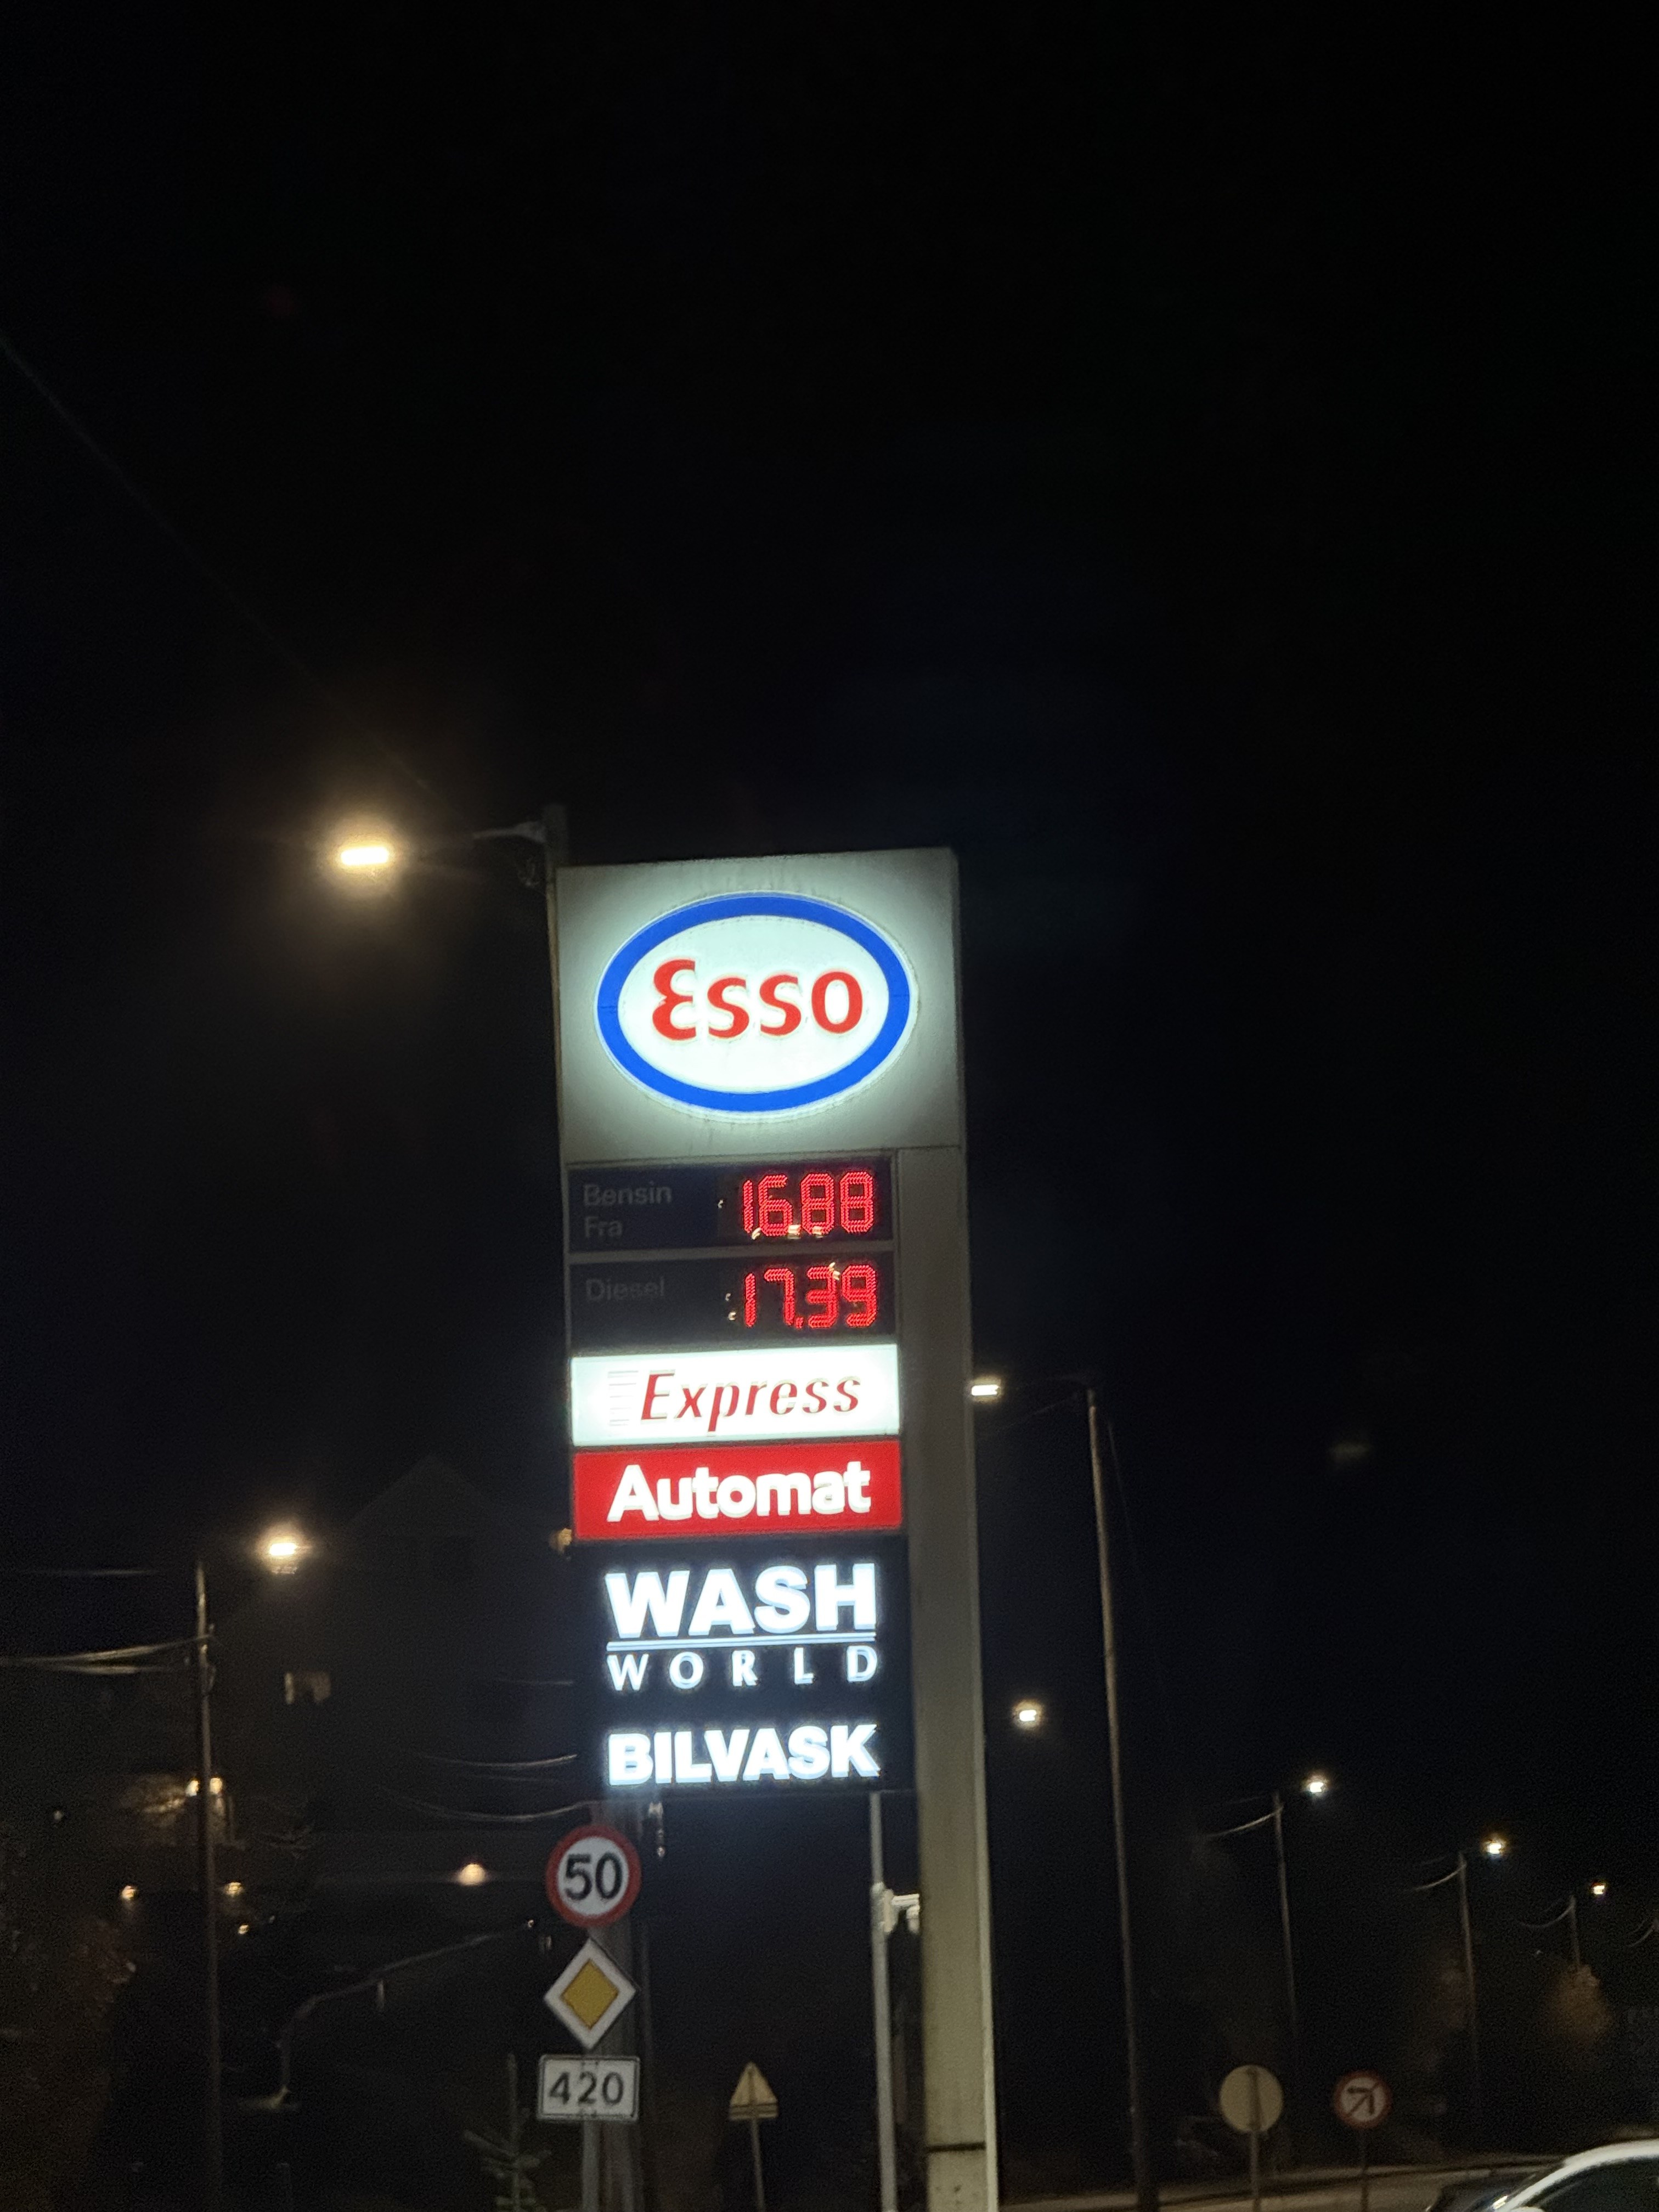 Esso
Bensin 16.88
Fra
Diesel 17.39
Express
Automat
WASH
WORLD
BILVASK
50
420